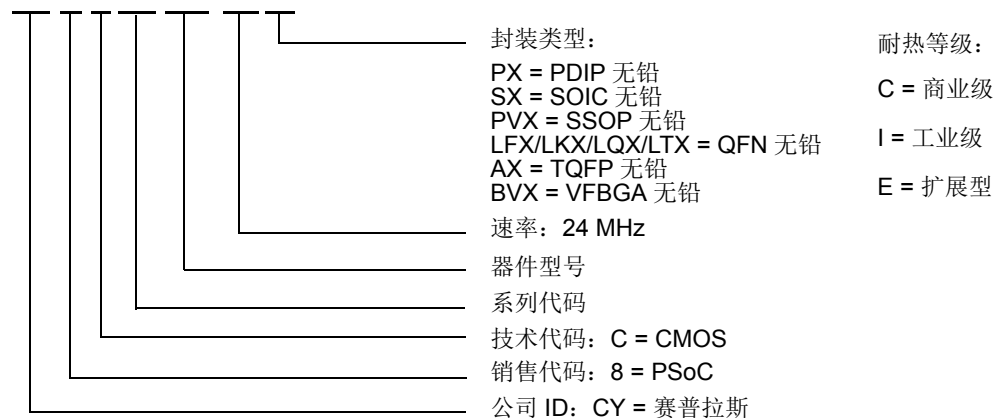 封装类型：
PX = PDIP 无铅
SX = SOIC 无铅
PVX = SSOP 无铅
LFX/LKX/LQX/LTX = QFN 无铅
AX = TQFP 无铅
BVX = VFBGA 无铅
耐热等级：
C = 商业级
I = 工业级
E = 扩展型
速率：24 MHz
器件型号
系列代码
技术代码：C = CMOS
销售代码：8 = PSoC
公司 ID：CY = 赛普拉斯